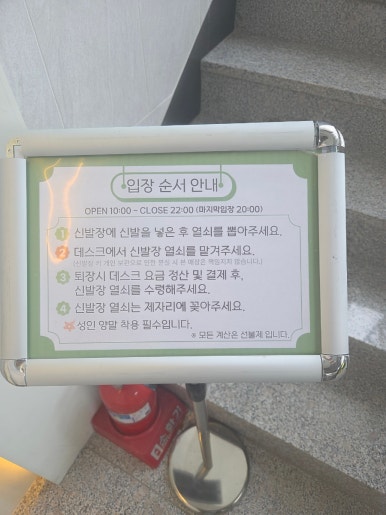 입장 순서 안내
OPEN 10:00 ~ CLOSE 22:00 (마지막입장 20:00)
1 신발장에 신발을 넣은 후 열쇠를 뽑아주세요.
2 데스크에서 신발장 열쇠를 맡겨주세요.
3 퇴장시 데스크 요금 정산 및 결제 후,
신발장 열쇠를 수령해주세요.
4 신발장 열쇠는 제자리에 꽂아주세요.
성인 양말 착용 필수입니다.
※ 모든 계산은 선불제 입니다.